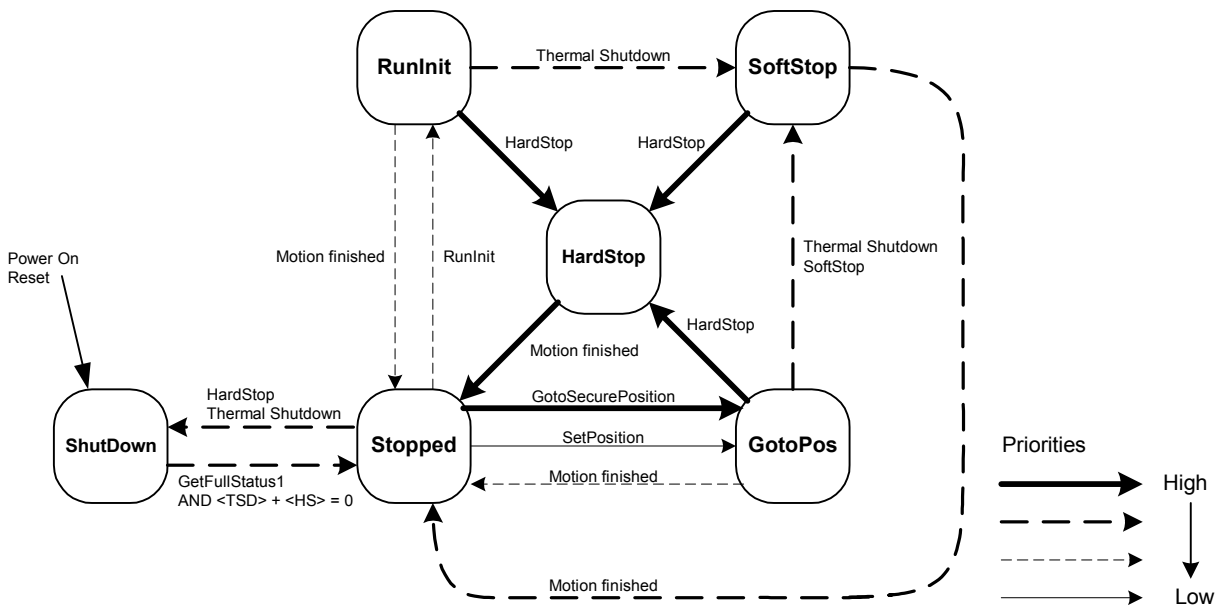 RunInit
Thermal Shutdown
SoftStop
HardStop
HardStop
Power On
Reset
Motion finished
RunInit
HardStop
Thermal Shutdown
SoftStop
HardStop
Motion finished
HardStop
Thermal Shutdown
GotoSecurePosition
ShutDown
Stopped
SetPosition
GotoPos
Motion finished
GetFullStatus1
AND <TSD> + <HS> = 0
Motion finished
Priorities
High
Low